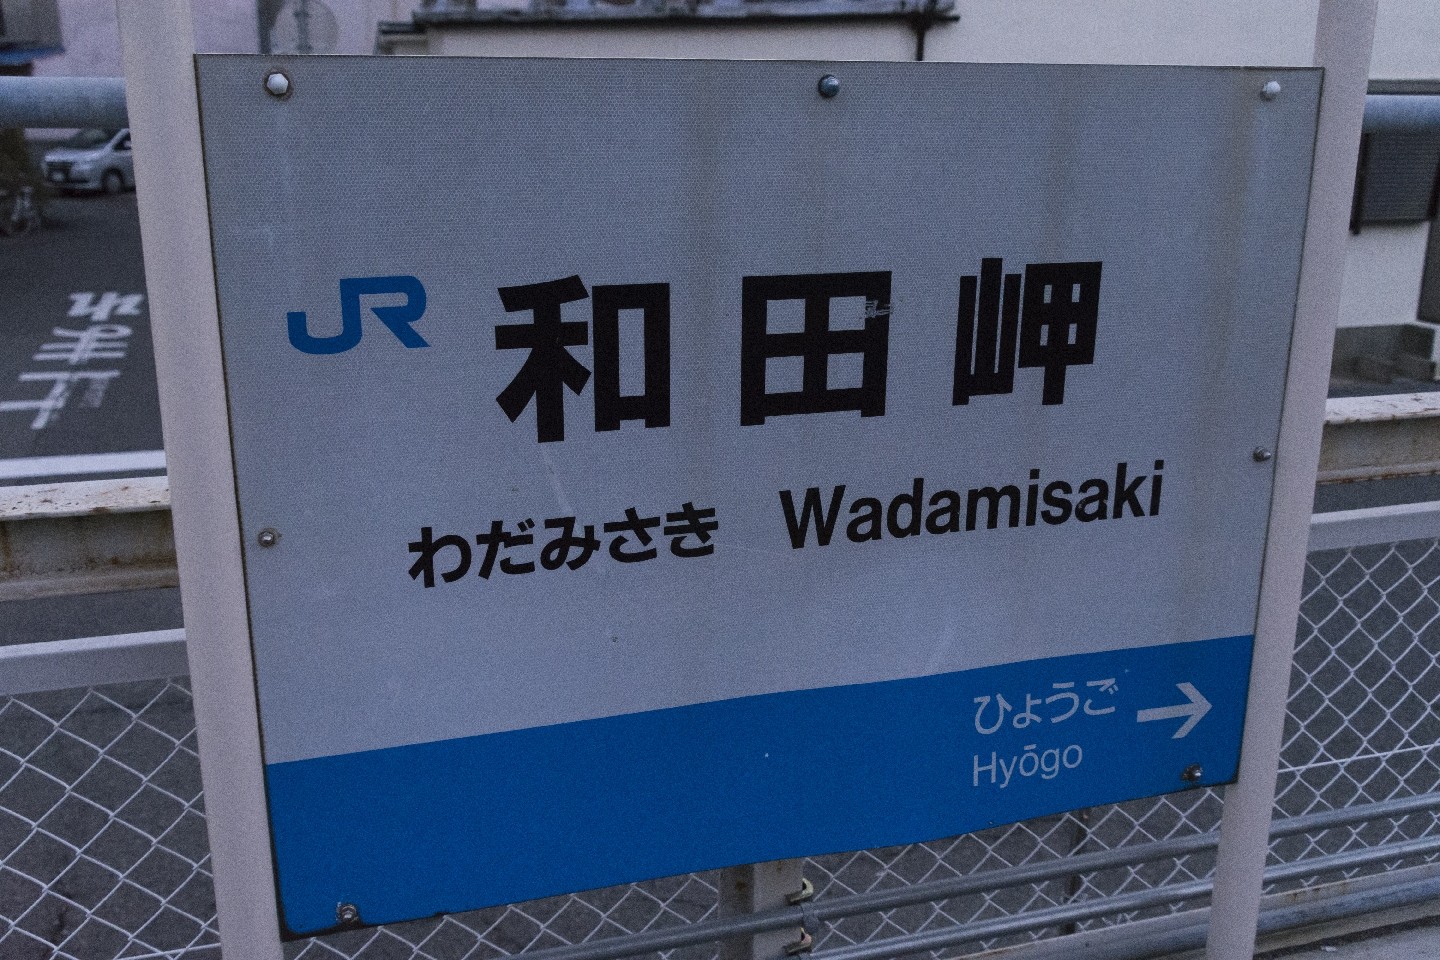 JR 和田岬
わだみさき Wadamisaki
ひょうご →
Hyōgo